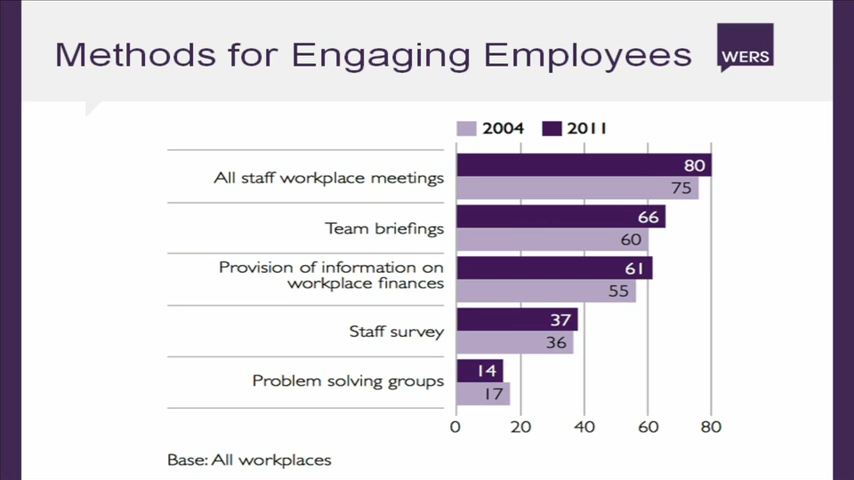 Methods for Engaging Employees
WERS
2004 2011
All staff workplace meetings
80
75
Team briefings
66
60
Provision of information on
workplace finances
61
55
Staff survey
37
36
Problem solving groups
14
17
0 20 40 60 80
Base: All workplaces